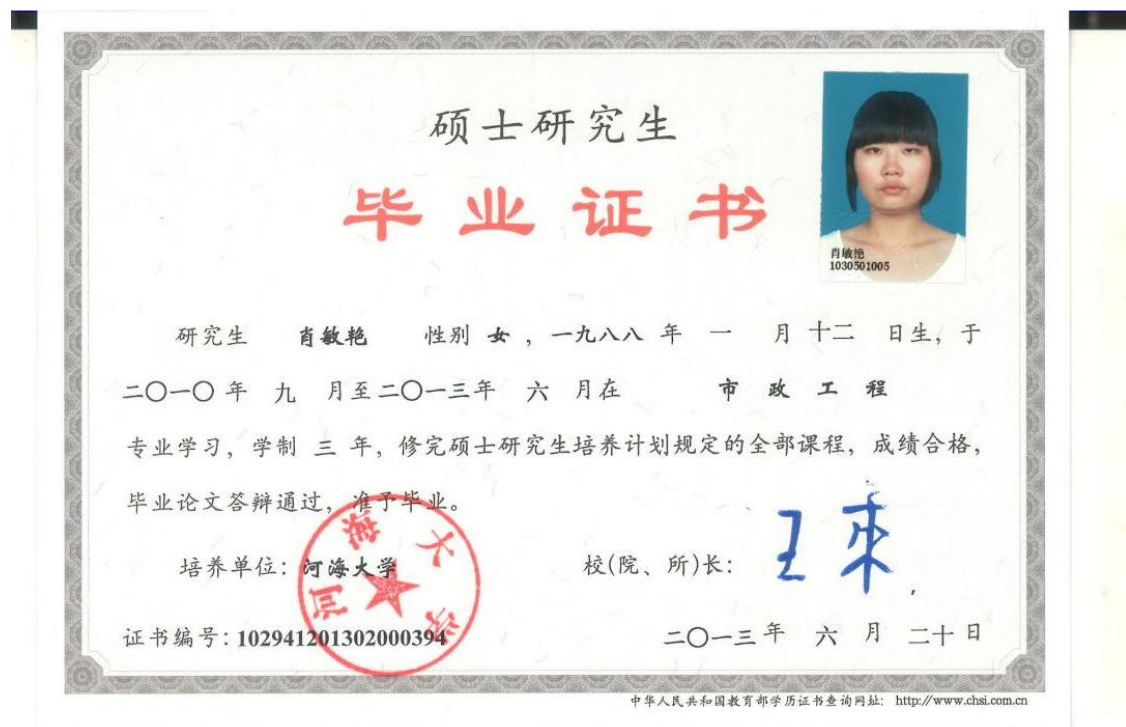 硕士研究生
毕业证书
肖敏艳
1030501005
研究生 肖敏艳 性别 女 , 一九八八 年 一 月 十二 日生, 于
二〇一〇 年 九 月至 二〇一三年 六 月在 市 政 工 程
专业学习, 学制 三 年, 修完硕士研究生培养计划规定的全部课程, 成绩合格,
毕业论文答辩通过, 准予毕业。
培养单位: 河海大学 校(院、所)长:
河海大学
证书编号: 102941201302000394 二〇一三 年 六 月 二十 日
中华人民共和国教育部学历证书查询网址: http://www.chsi.com.cn